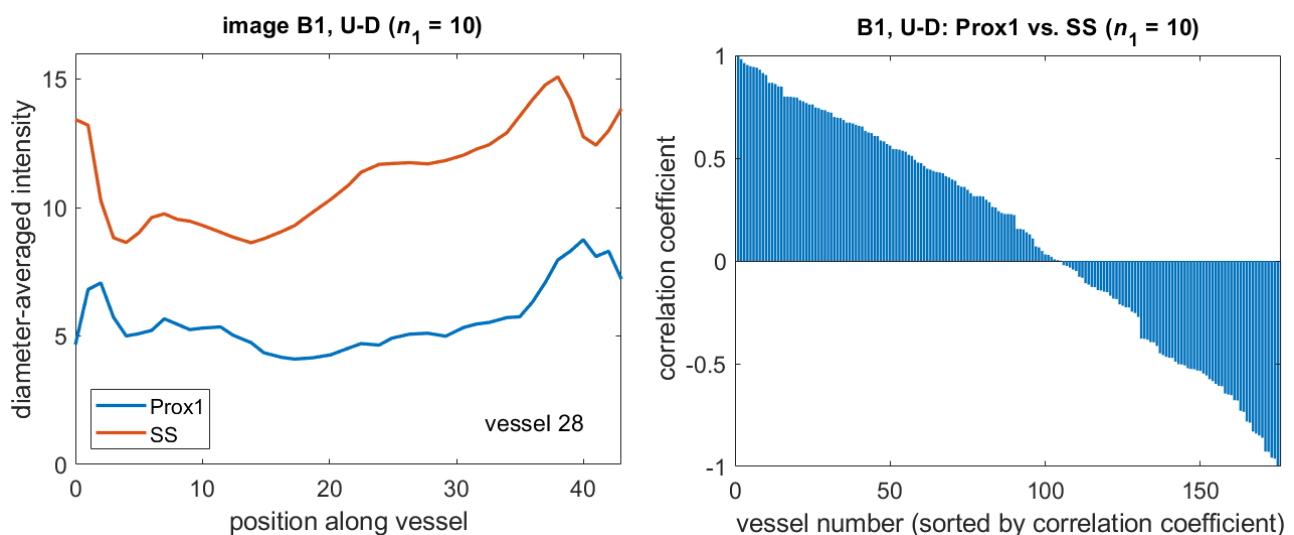 image B1, U-D (n1 = 10)
15
10
5
0
diameter-averaged intensity
Prox1
SS
vessel 28
0 10 20 30 40
position along vessel
B1, U-D: Prox1 vs. SS (n1 = 10)
1
0.5
0
-0.5
-1
correlation coefficient
0 50 100 150
vessel number (sorted by correlation coefficient)